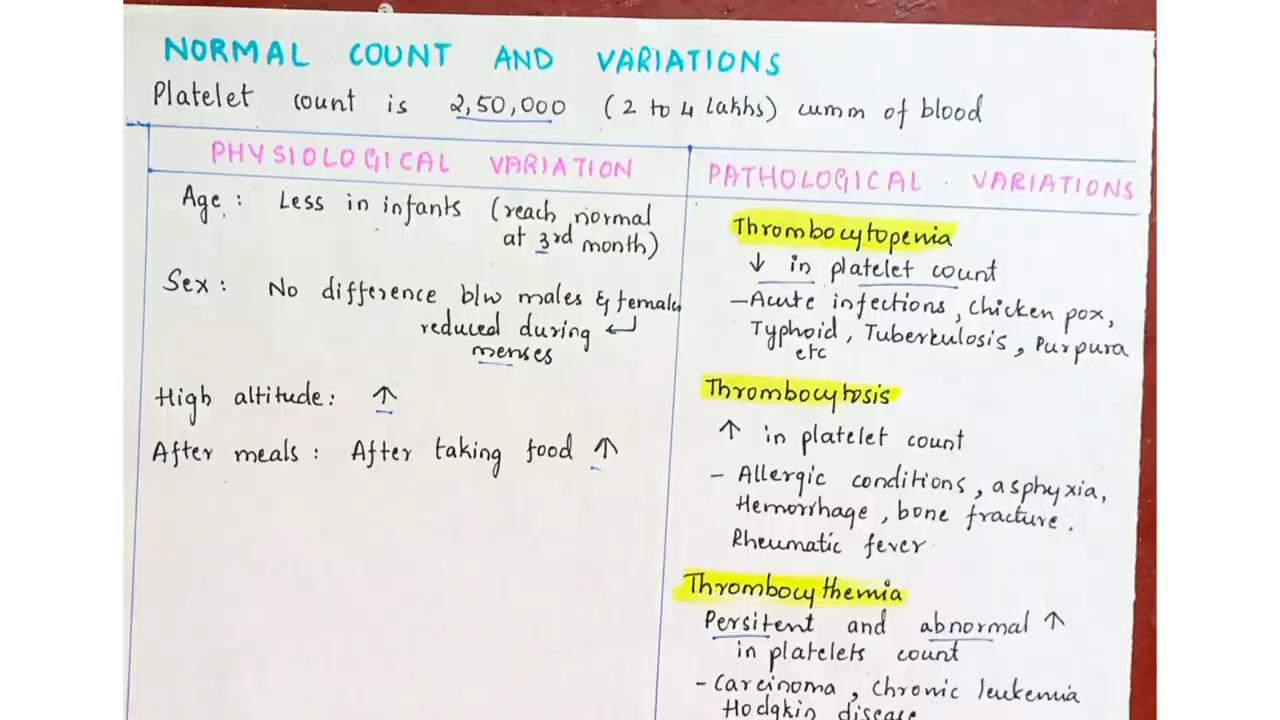 NORMAL COUNT AND VARIATIONS
Platelet count is 2,50,000 (2 to 4 lakhs) cumm of blood
PHYSIOLOGICAL VARIATION
Age: Less in infants (reach normal
at 3rd month)
Sex: No difference b/w males & female
reduced during ↵
menses
High altitude: ↑
After meals: After taking food ↑
PATHOLOGICAL VARIATIONS
Thrombocytopenia
↓ in platelet count
- Acute infections, chicken pox,
Typhoid, Tuberkulosis, Purpura
etc
Thrombocytosis
↑ in platelet count
- Allergic conditions, asphyxia,
Hemorrhage, bone fracture.
Rheumatic fever
Thrombocythemia
Persitent and abnormal ↑
in platelets count
- Carcinoma, chronic leukemia
Hodgkin disease